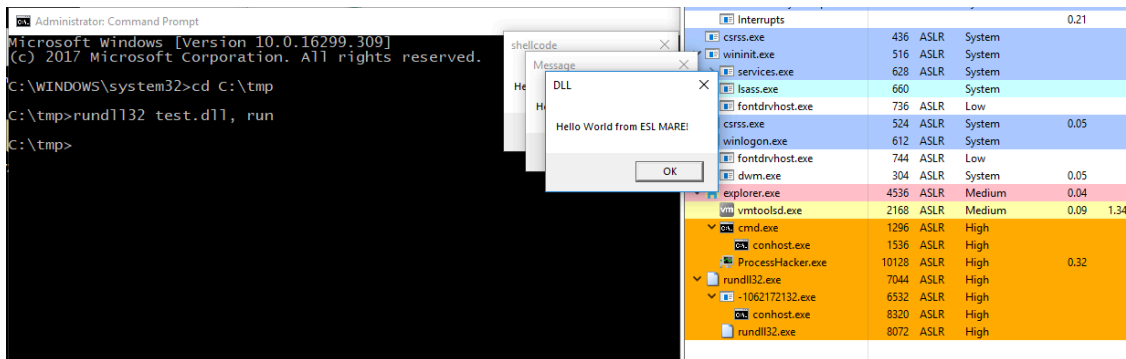 Administrator: Command Prompt
Microsoft Windows [Version 10.0.16299.309]
(c) 2017 Microsoft Corporation. All rights reserved.
C:\WINDOWS\system32>cd C:\tmp
C:\tmp>rundll32 test.dll, run
C:\tmp>
shellcode
Message
DLL
Hello World from ESL MARE!
OK
Interrupts 0.21
csrss.exe 436 ASLR System
wininit.exe 516 ASLR System
services.exe 628 ASLR System
lsass.exe 660 System
fontdrvhost.exe 736 ASLR Low
csrss.exe 524 ASLR System 0.05
winlogon.exe 612 ASLR System
fontdrvhost.exe 744 ASLR Low
dwm.exe 304 ASLR System 0.05
explorer.exe 4536 ASLR Medium 0.04
vm vmtoolsd.exe 2168 ASLR Medium 0.09 1.34
cmd.exe 1296 ASLR High
conhost.exe 1536 ASLR High
ProcessHacker.exe 10128 ASLR High 0.32
rundll32.exe 7044 ASLR High
-1062172132.exe 6532 ASLR High
conhost.exe 8320 ASLR High
rundll32.exe 8072 ASLR High